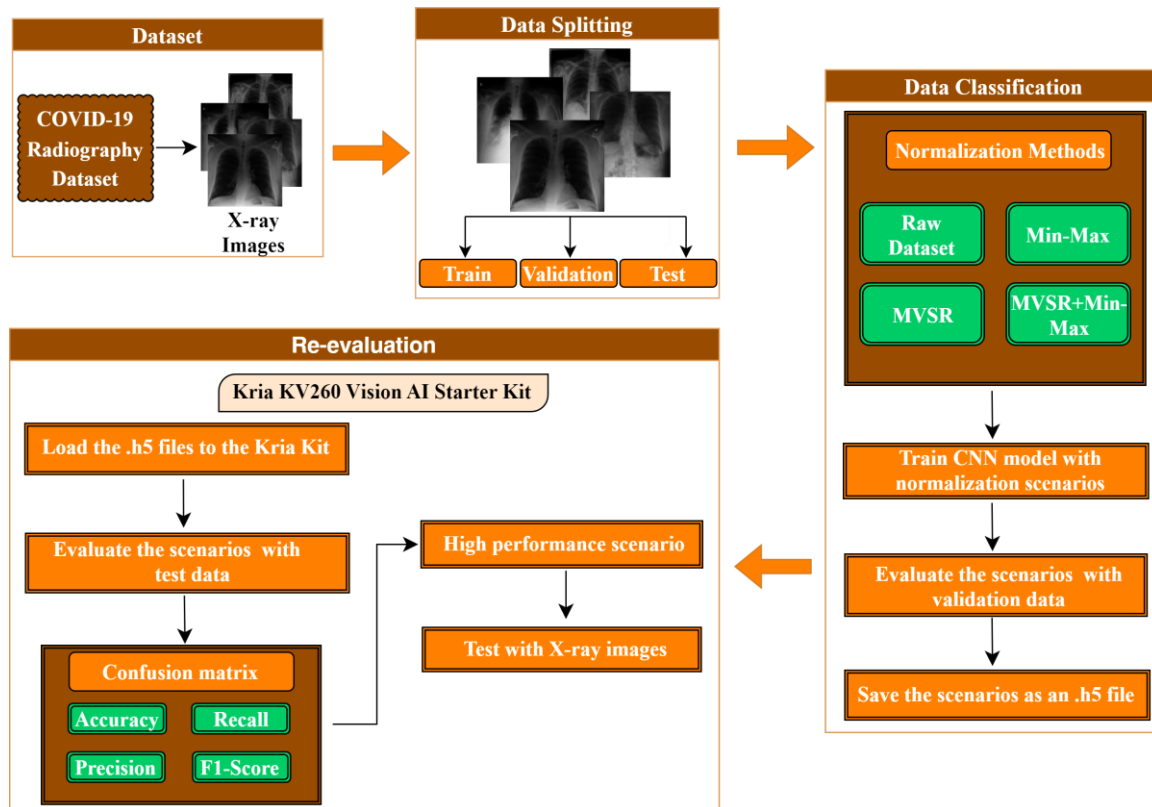 Dataset
COVID-19
Radiography
Dataset
X-ray
Images
Data Splitting
Train
Validation
Test
Data Classification
Normalization Methods
Raw
Dataset
Min-Max
MVSR
MVSR+Min-
Max
Train CNN model with
normalization scenarios
Evaluate the scenarios with
validation data
Save the scenarios as an .h5 file
Re-evaluation
Kria KV260 Vision AI Starter Kit
Load the .h5 files to the Kria Kit
Evaluate the scenarios with
test data
Confusion matrix
Accuracy
Recall
Precision
F1-Score
High performance scenario
Test with X-ray images